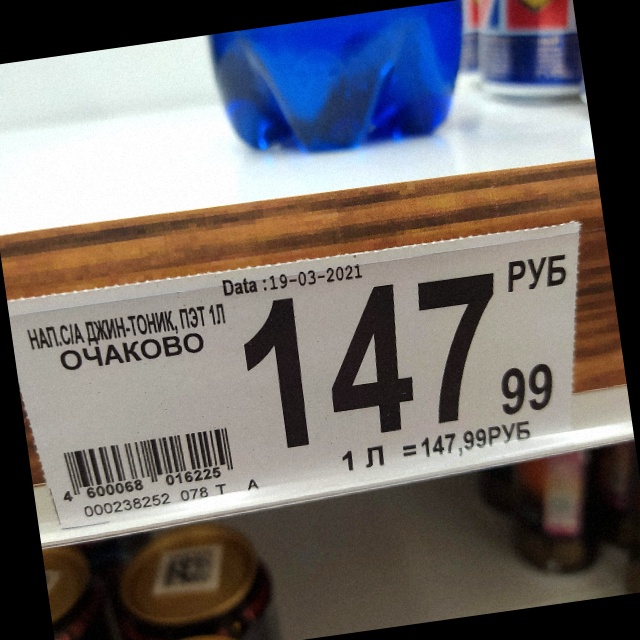 Data :19-03-2021
НАП.С/А ДЖИН-ТОНИК, ПЭТ 1Л
ОЧАКОВО
147 99 РУБ
1 Л =147,99РУБ
4 600068 016225
000238252 078 Т А